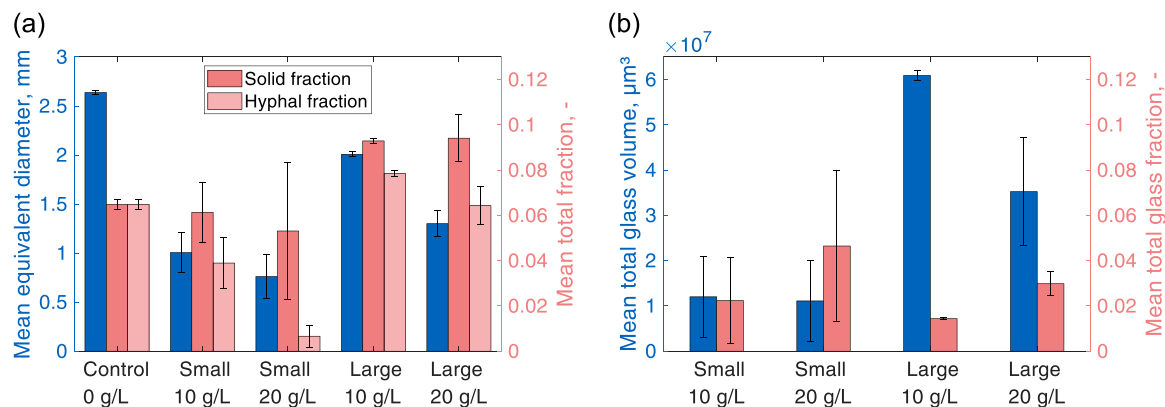 (a)
Mean equivalent diameter, mm
3
2.5
2
1.5
1
0.5
0
Solid fraction
Hyphal fraction
0.12
0.1
0.08
0.06
0.04
0.02
0
Mean total fraction, -
Control Small Small Large Large
0 g/L 10 g/L 20 g/L 10 g/L 20 g/L
(b)
×10⁷
Mean total glass volume, µm³
6
5
4
3
2
1
0
0.12
0.1
0.08
0.06
0.04
0.02
0
Mean total glass fraction, -
Small Small Large Large
10 g/L 20 g/L 10 g/L 20 g/L